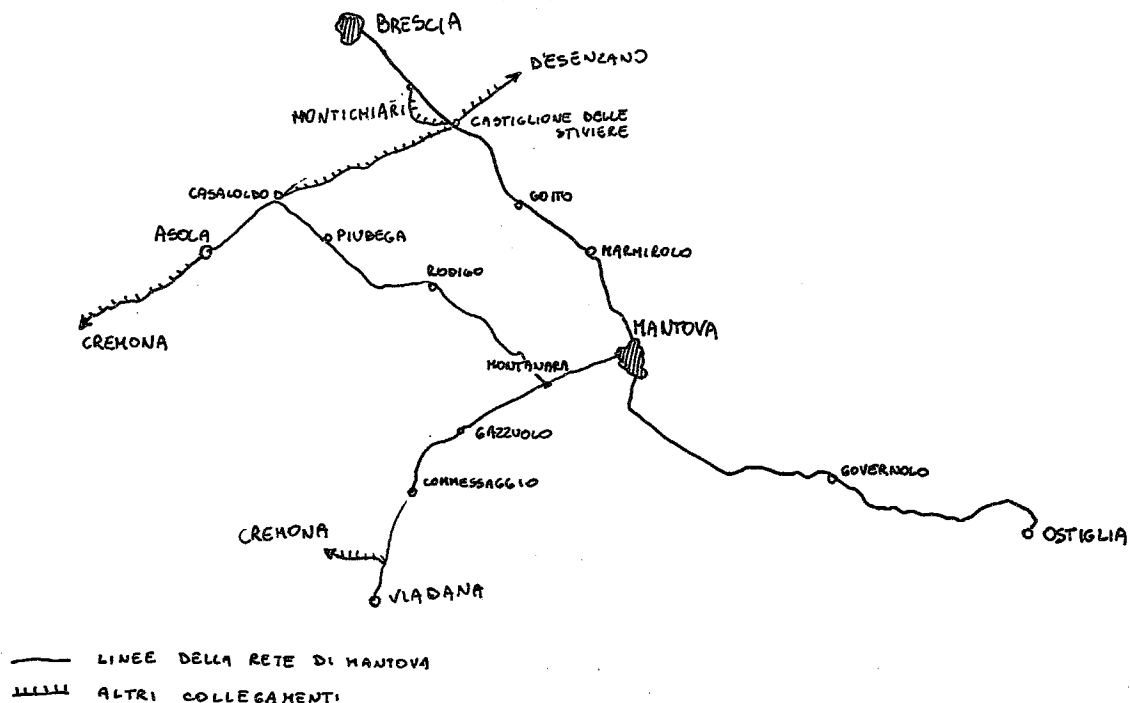 BRESCIA
D'ESENZANO
MONTICHIARI
CASTIGLIONE DELLE
STIVIERE
CASALOLDO
GOITO
ASOLA
PIUBEGA
MARMIROLO
RODIGO
MANTOVA
CREMONA
MONTANARA
GAZZUOLO
GOVERNOLO
COMMESSAGGIO
CREMONA
OSTIGLIA
VIADANA
LINEE DELLA RETE DI MANTOVA
ALTRI COLLEGAMENTI